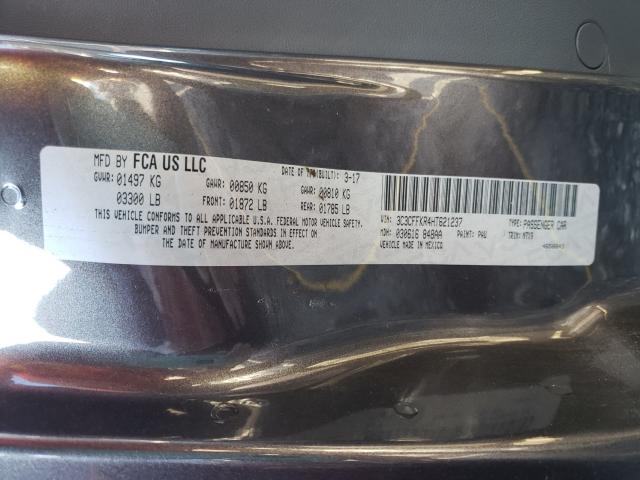 MFD BY FCA US LLC DATE OF MFR(BUILT): 3-17
GVWR: 01497 KG GAWR: 00850 KG GAWR: 00810 KG
03300 LB FRONT: 01872 LB REAR: 01785 LB
THIS VEHICLE CONFORMS TO ALL APPLICABLE U.S.A. FEDERAL MOTOR VEHICLE SAFETY,
BUMPER AND THEFT PREVENTION STANDARDS IN EFFECT ON
THE DATE OF MANUFACTURE SHOWN ABOVE.
VIN: 3C3CFFKR4HT621237 TYPE: PASSENGER CAR
MDH: 030616 848AA PAINT: PAU TRIM:
VEHICLE MADE IN MEXICO